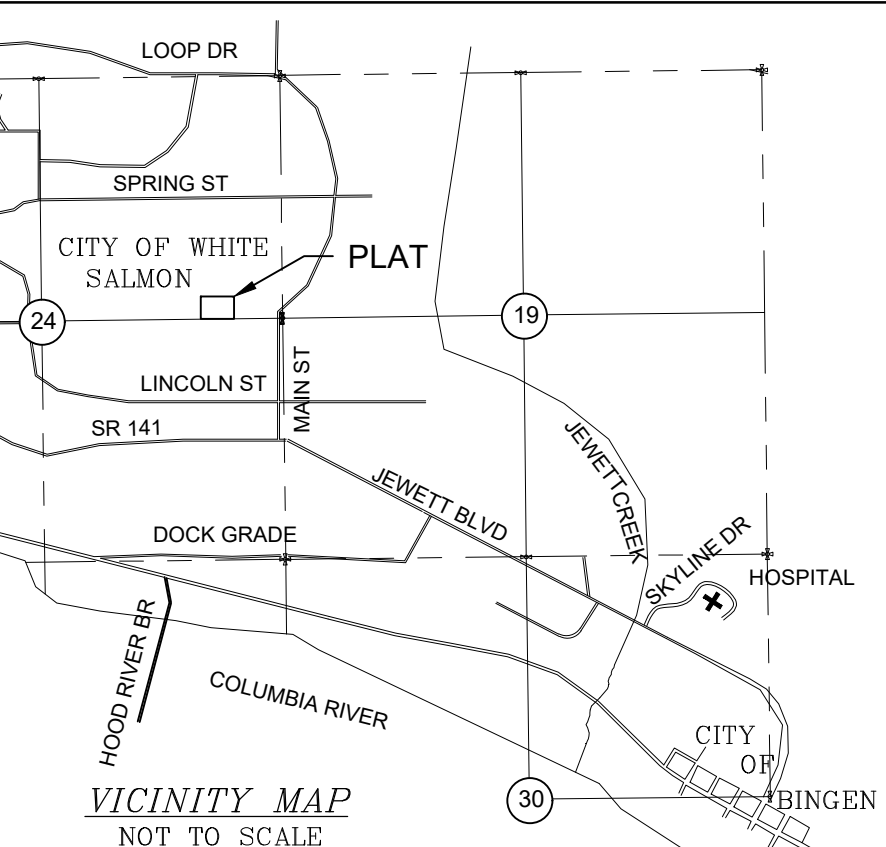 LOOP DR
SPRING ST
CITY OF WHITE
SALMON
PLAT
24
19
MAIN ST
LINCOLN ST
SR 141
JEWETT BLVD
JEWETTCREEK
DOCK GRADE
SKYLINE DR
HOSPITAL
HOOD RIVER BR
COLUMBIA RIVER
CITY
OF
BINGEN
30
VICINITY MAP
NOT TO SCALE